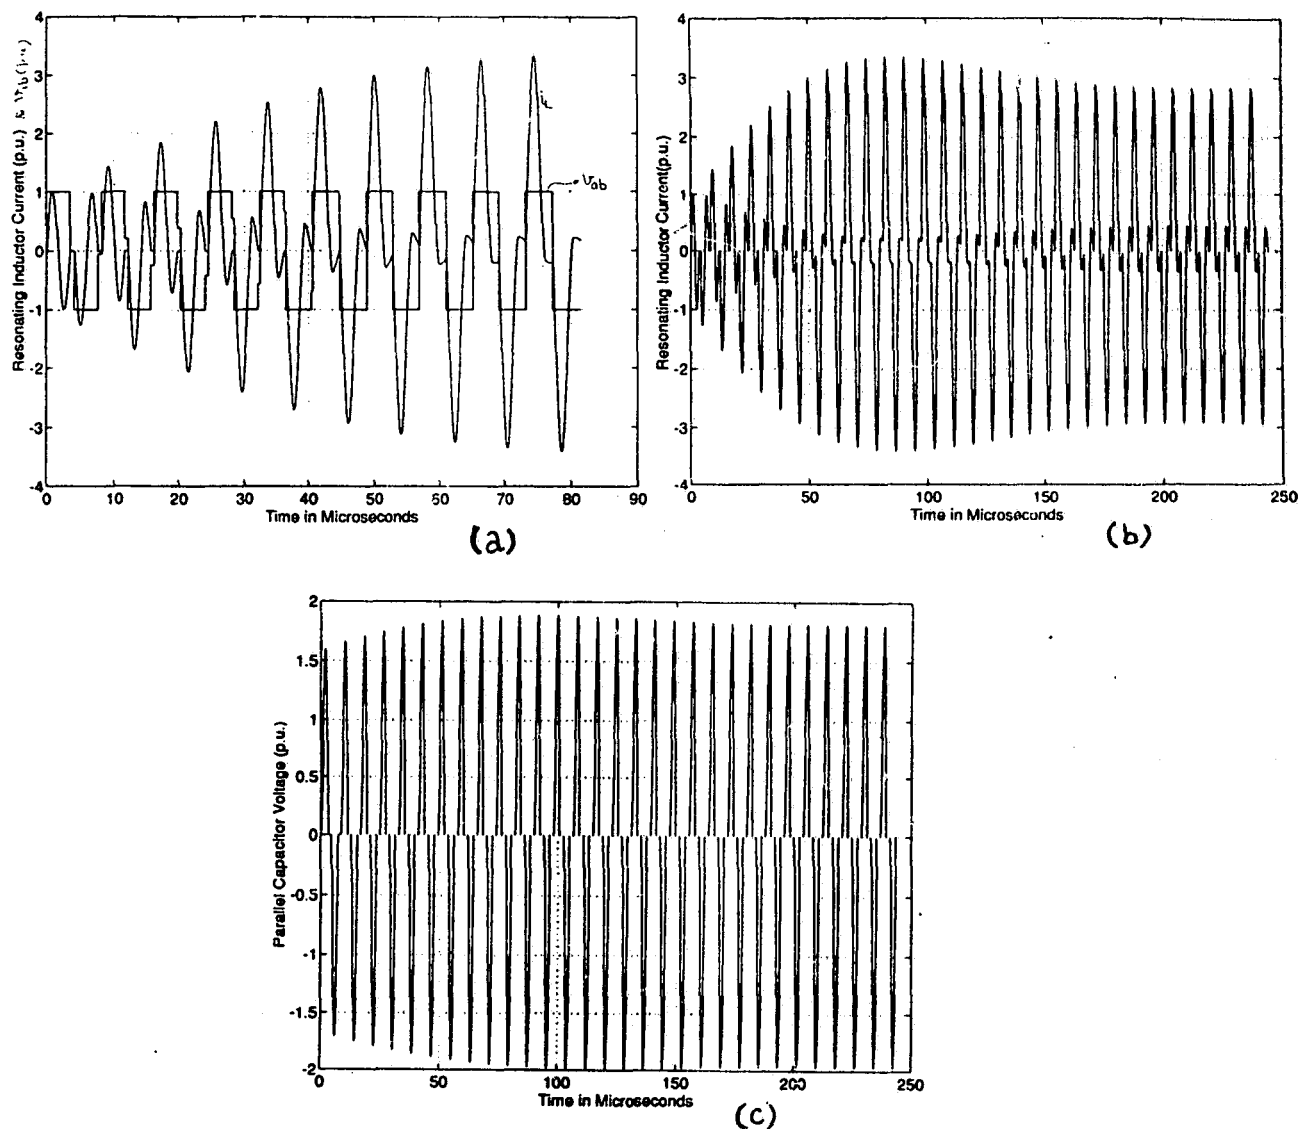 4
3
2
1
0
-1
-2
-3
-4
Resonating Inductor Current (p.u.) & vab (p.u)
ir
vab
0 10 20 30 40 50 60 70 80 90
Time in Microseconds
(a)
4
3
2
1
0
-1
-2
-3
-4
Resonating Inductor Current(p.u.)
0 50 100 150 200 250
Time in Microseconds
(b)
2
1.5
1
0.5
0
-0.5
-1
-1.5
-2
Parallel Capacitor Voltage (p.u.)
0 50 100 150 200 250
Time in Microseconds
(c)